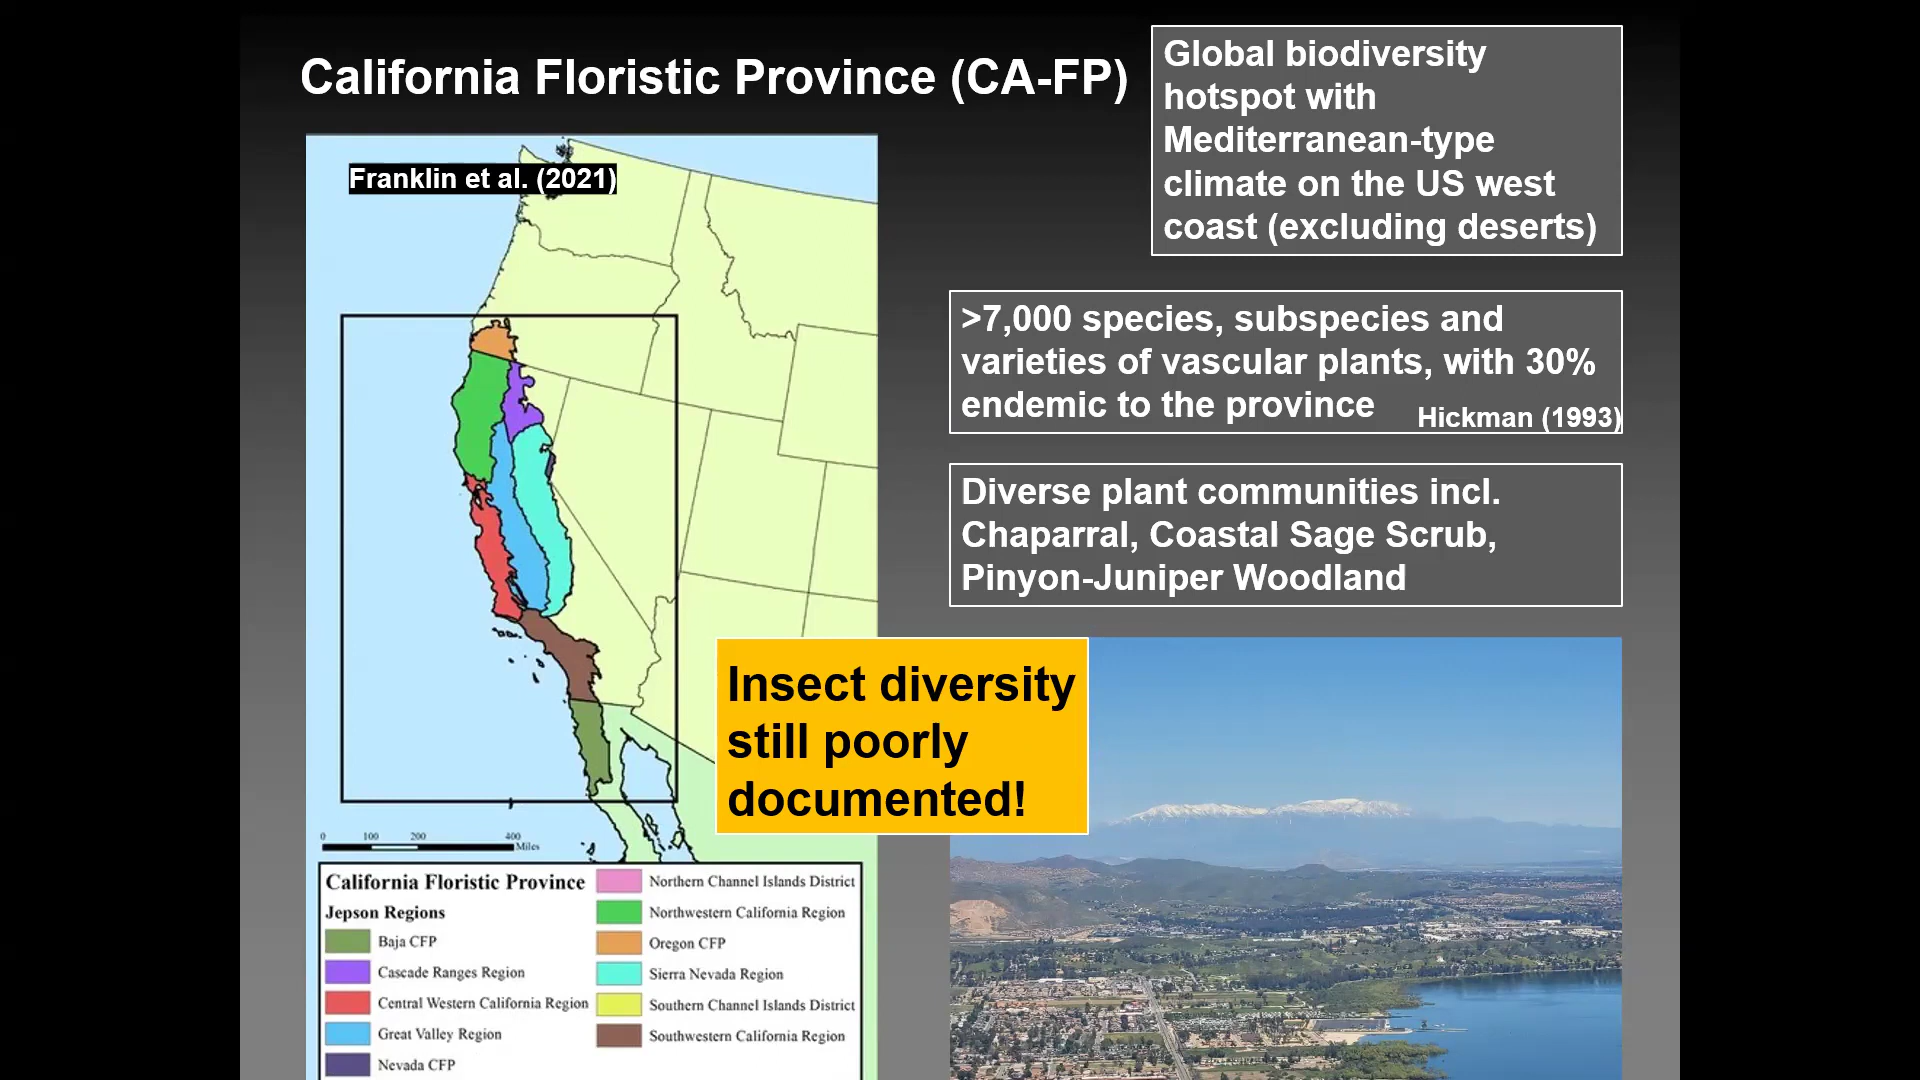 California Floristic Province (CA-FP)
Global biodiversity
hotspot with
Mediterranean-type
climate on the US west
coast (excluding deserts)
Franklin et al. (2021)
>7,000 species, subspecies and
varieties of vascular plants, with 30%
endemic to the province
Hickman (1993)
Diverse plant communities incl.
Chaparral, Coastal Sage Scrub,
Pinyon-Juniper Woodland
Insect diversity
still poorly
documented!
0 100 200 400
Miles
California Floristic Province
Jepson Regions
Baja CFP
Cascade Ranges Region
Central Western California Region
Great Valley Region
Nevada CFP
Northern Channel Islands District
Northwestern California Region
Oregon CFP
Sierra Nevada Region
Southern Channel Islands District
Southwestern California Region